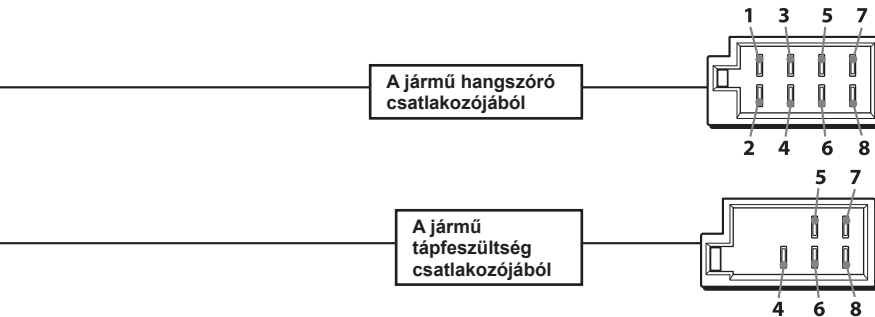 1 3 5 7
A jármű hangszóró
csatlakozójából
2 4 6 8
5 7
A jármű
tápfeszültség
csatlakozójából
4 6 8